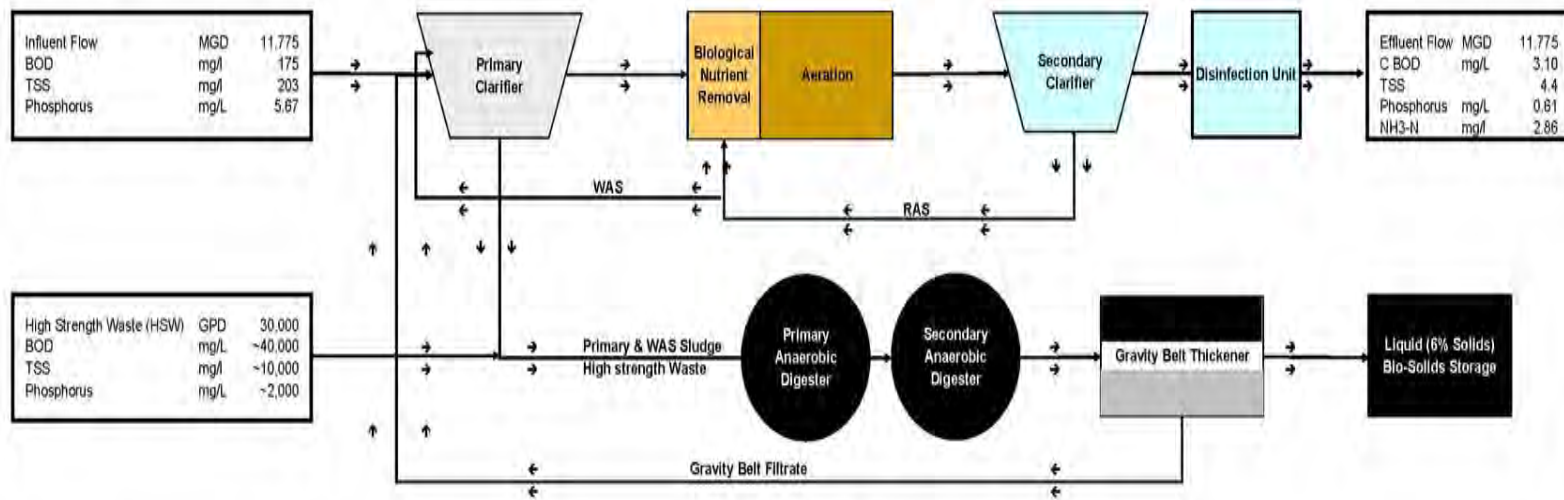 Influent Flow MGD 11.775
BOD mg/l 175
TSS mg/l 203
Phosphorus mg/L 5.67
Primary
Clarifier
Biological
Nutrient
Removal
Aeration
Secondary
Clarifier
Disinfection Unit
Effluent Flow MGD 11.775
C BOD mg/L 3.10
TSS 4.4
Phosphorus mg/L 0.61
NH3-N mg/l 2.86
WAS
RAS
High Strength Waste (HSW) GPD 30,000
BOD mg/L ~40,000
TSS mg/L ~10,000
Phosphorus mg/L ~2,000
Primary & WAS Sludge
High strength Waste
Primary
Anaerobic
Digester
Secondary
Anaerobic
Digester
Gravity Belt Thickener
Liquid (6% Solids)
Bio-Solids Storage
Gravity Belt Filtrate